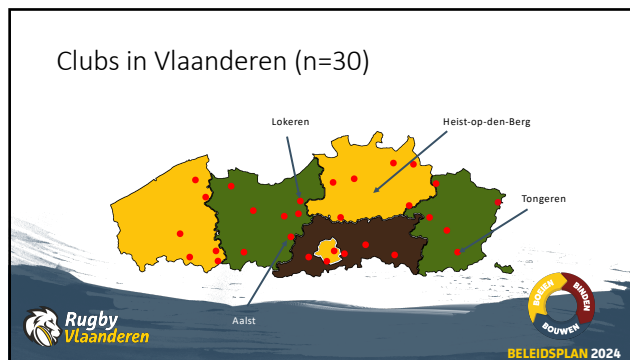 Clubs in Vlaanderen (n=30)
Lokeren
Heist-op-den-Berg
Tongeren
Aalst
Rugby
Vlaanderen
BOEIEN
BINDEN
BOUWEN
BELEIDSPLAN 2024